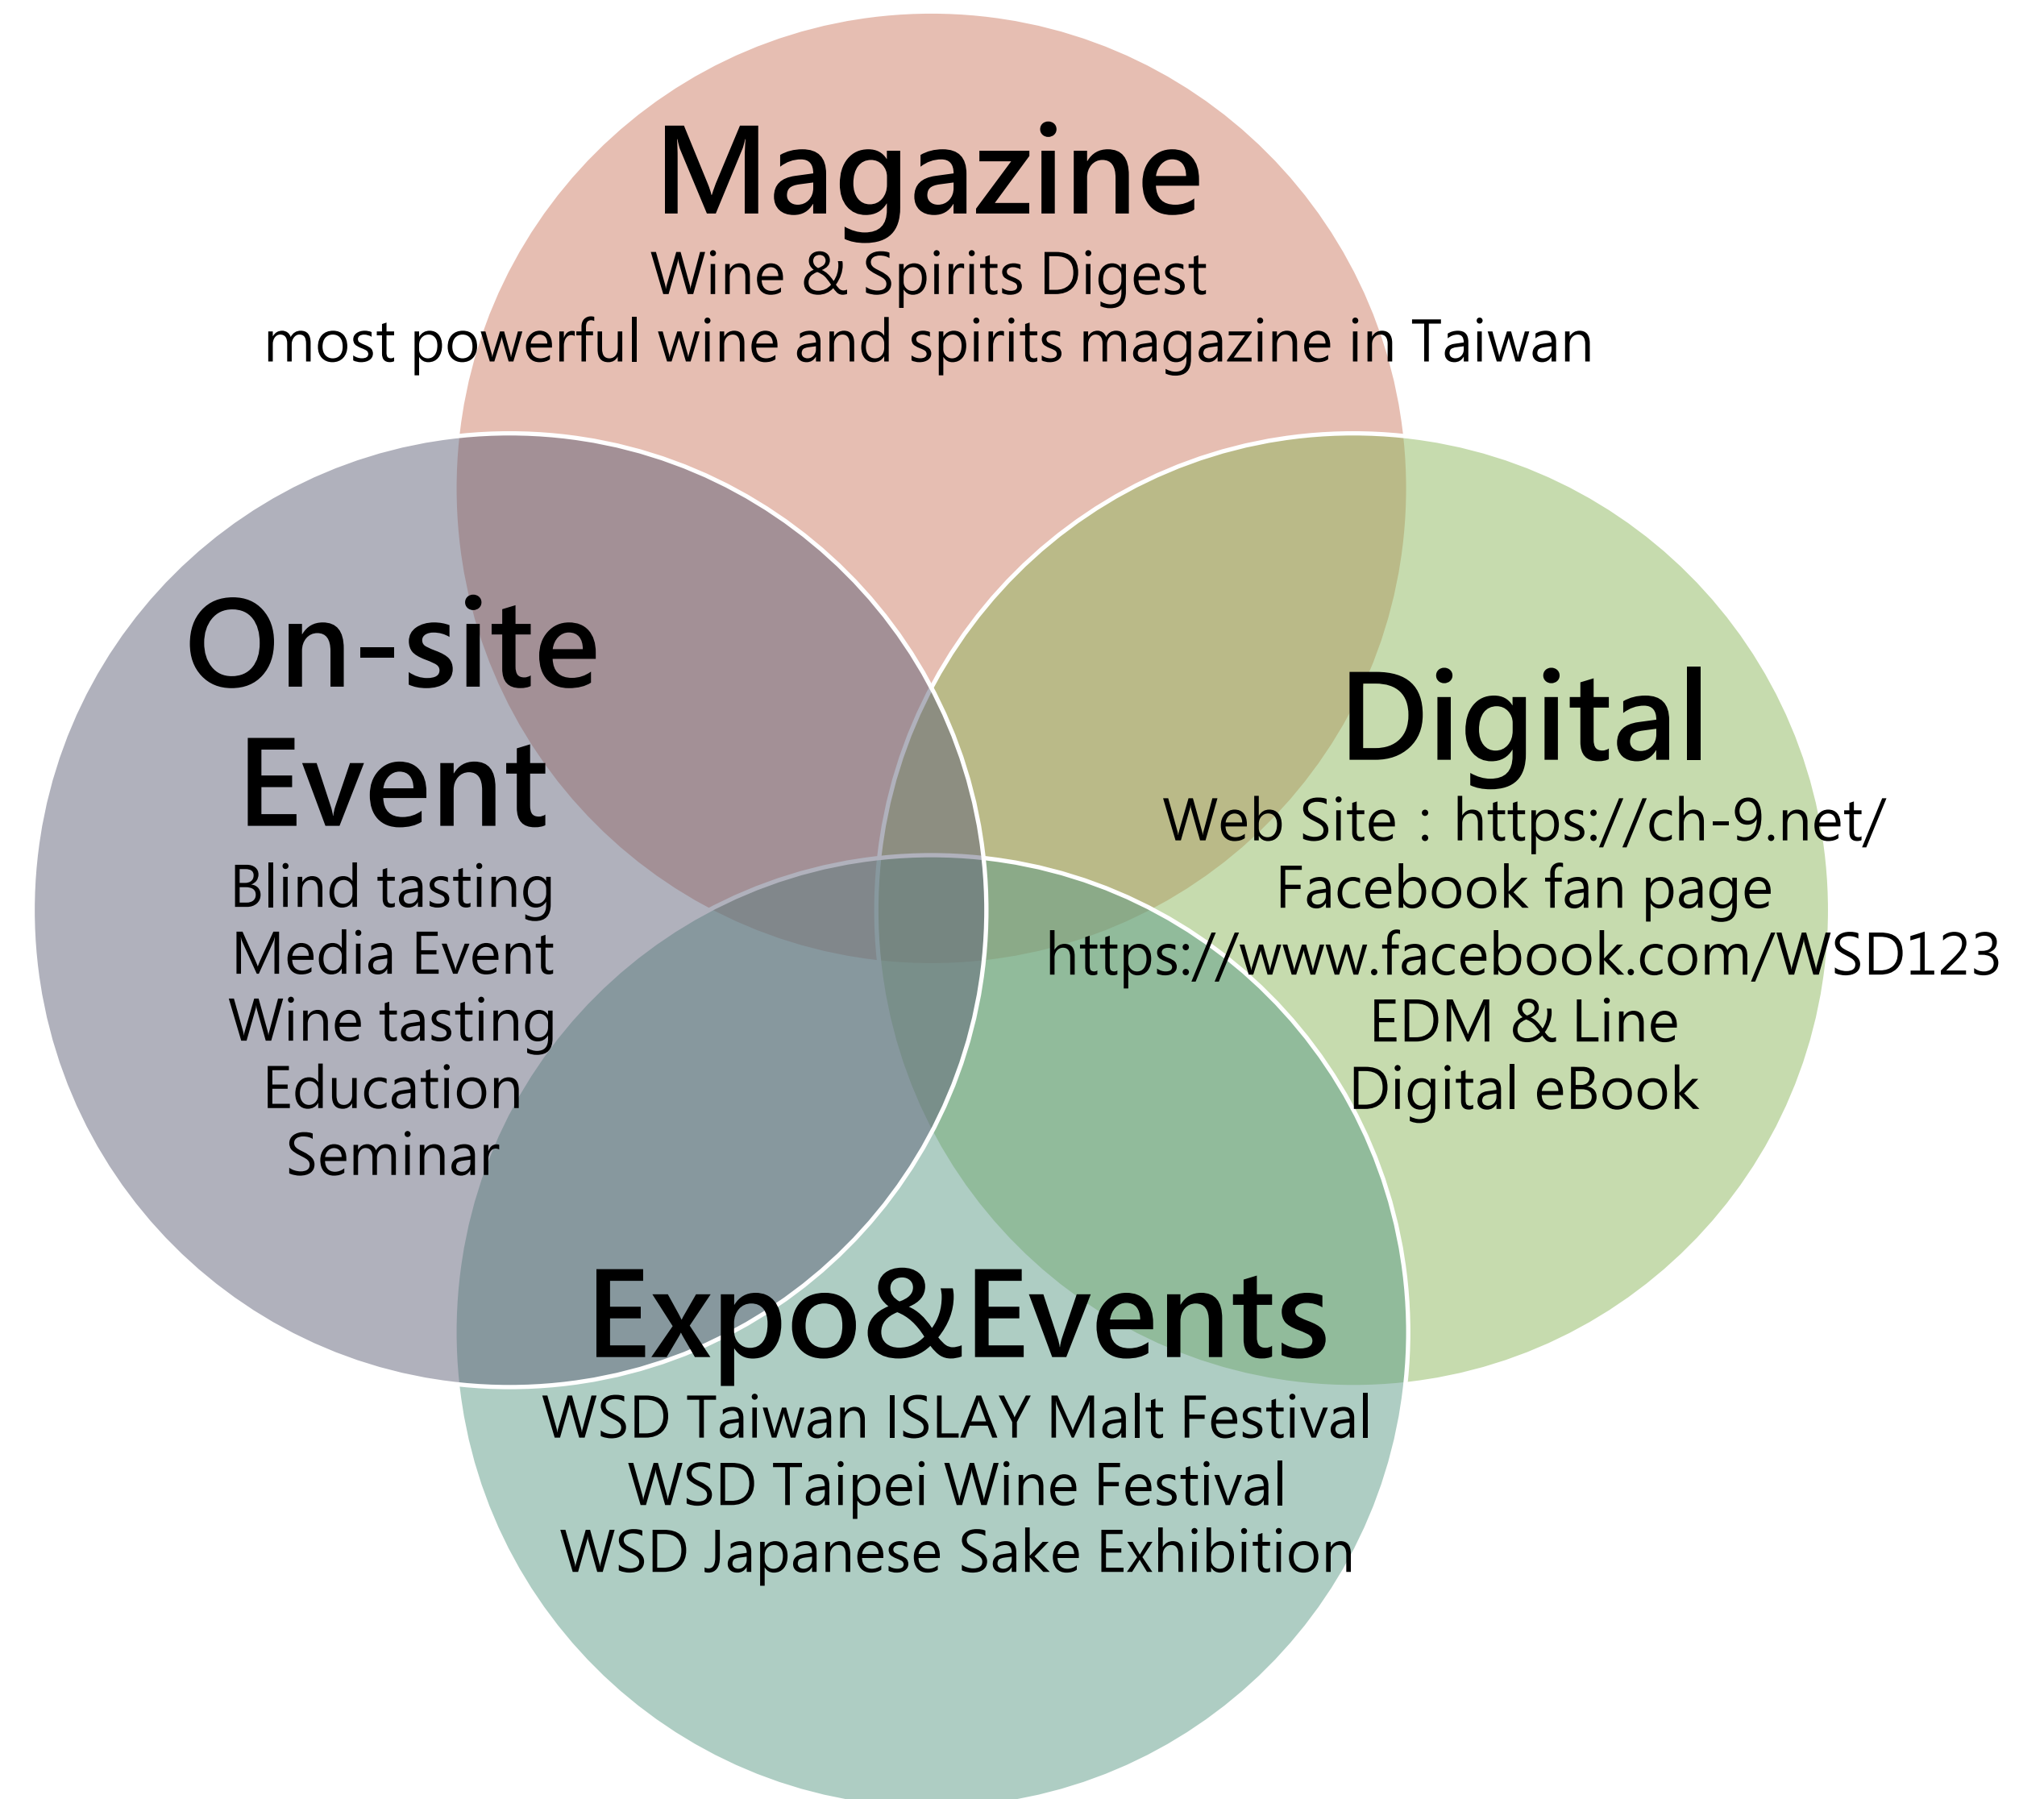 Magazine
Wine & Spirits Digest
most powerful wine and spirits magazine in Taiwan
On-site
Event
Blind tasting
Media Event
Wine tasting
Education
Seminar
Digital
Web Site : https://ch-9.net/
Facebook fan page
https://www.facebook.com/WSD123
EDM & Line
Digital eBook
Expo&Events
WSD Taiwan ISLAY Malt Festival
WSD Taipei Wine Festival
WSD Japanese Sake Exhibition